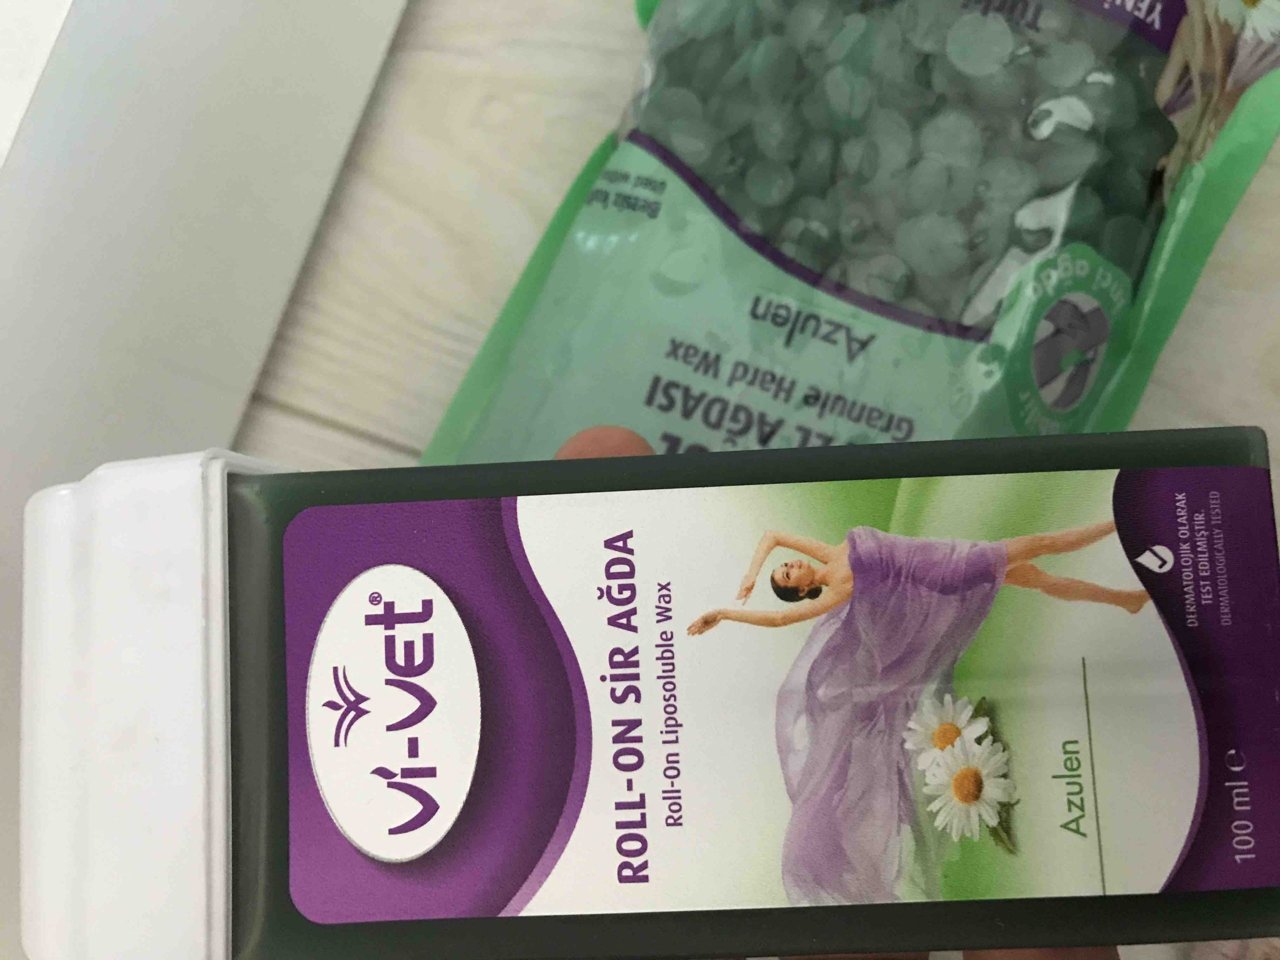 Vi-VET®
ROLL-ON SİR AĞDA
Roll-On Liposoluble Wax
Azulen
DERMATOLOJİK OLARAK
TEST EDİLMİŞTİR.
DERMATOLOGICALLY TESTED
100 ml ℮
AĞDASI
Granule Hard Wax
Azulen
YENİ